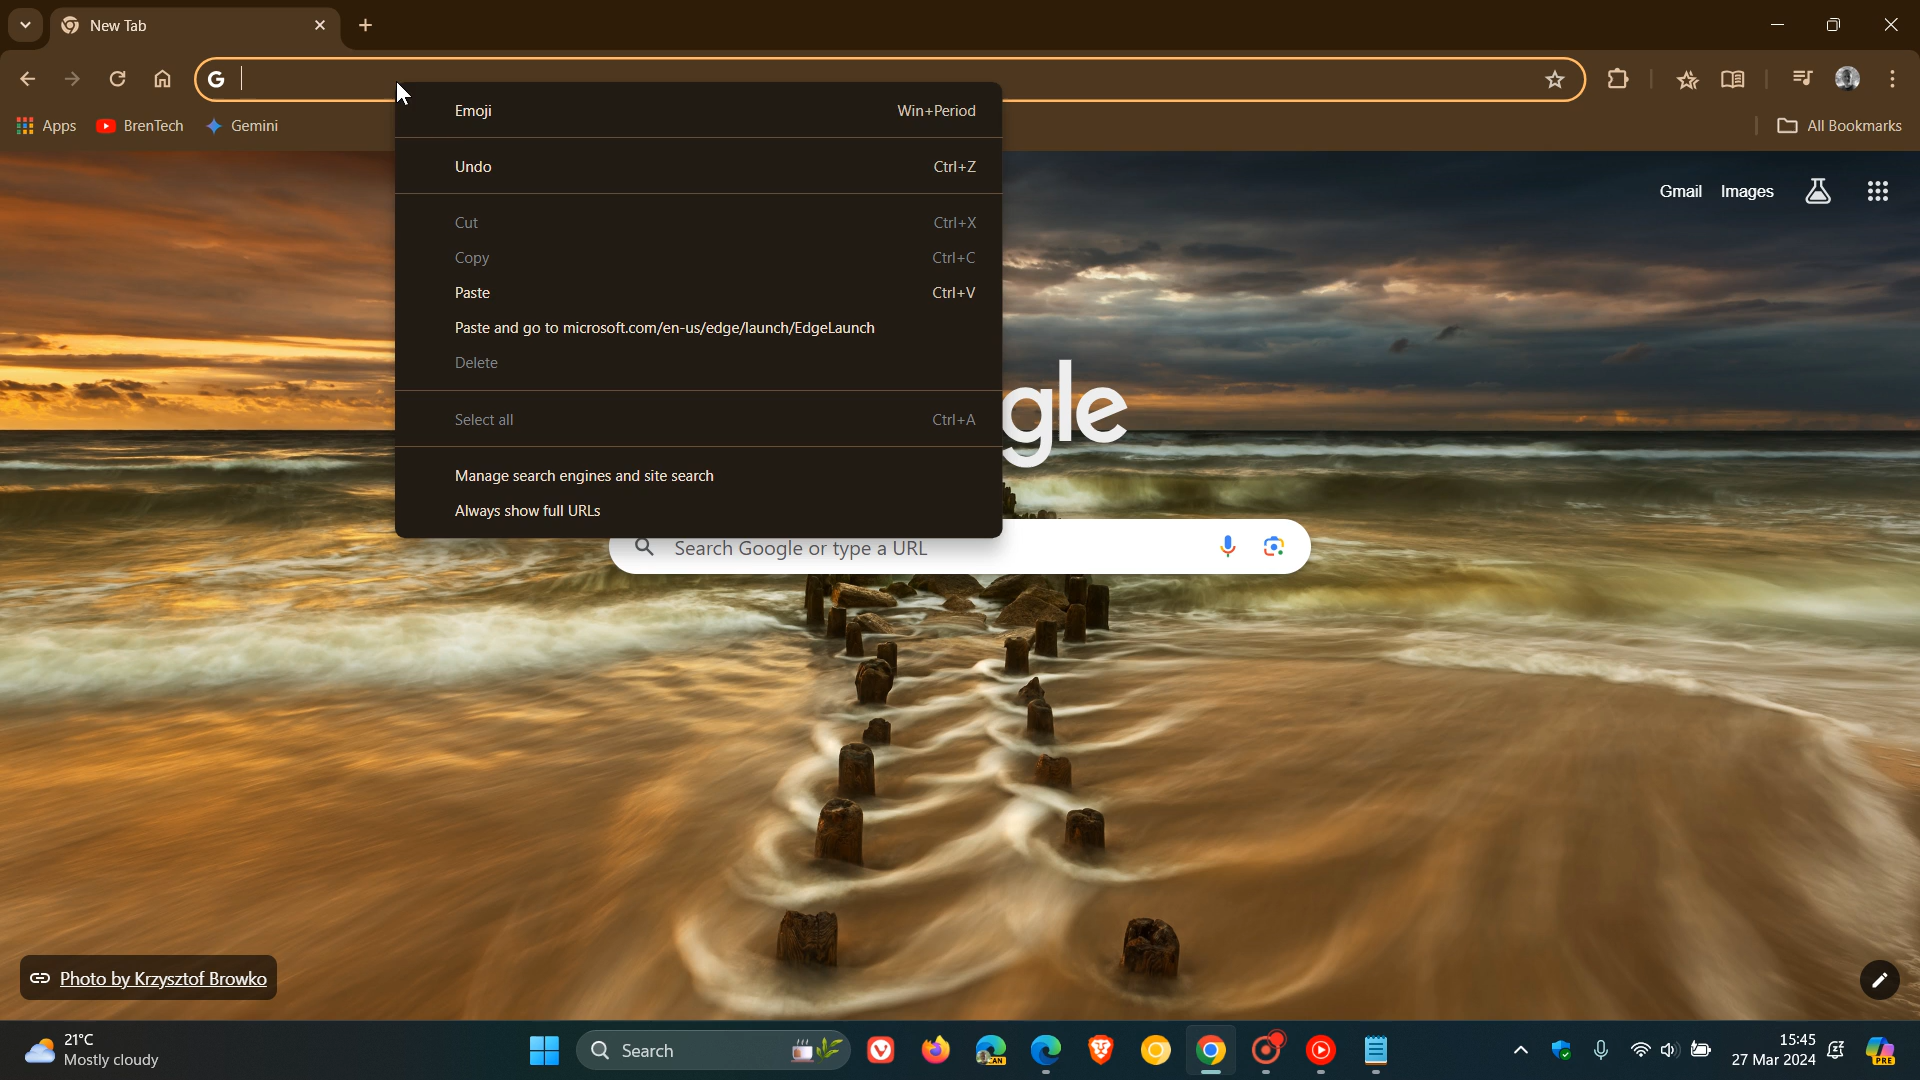 New Tab
Emoji Win+Period
Apps BrenTech Gemini All Bookmarks
Undo Ctrl+Z
Gmail Images
Cut Ctrl+X
Copy Ctrl+C
Paste Ctrl+V
Paste and go to microsoft.com/en-us/edge/launch/EdgeLaunch
Delete
Select all Ctrl+A
gle
Manage search engines and site search
Always show full URLs
Search Google or type a URL
Photo by Krzysztof Browko
21°C
Mostly cloudy
Search
CAN
15:45
27 Mar 2024
PRE